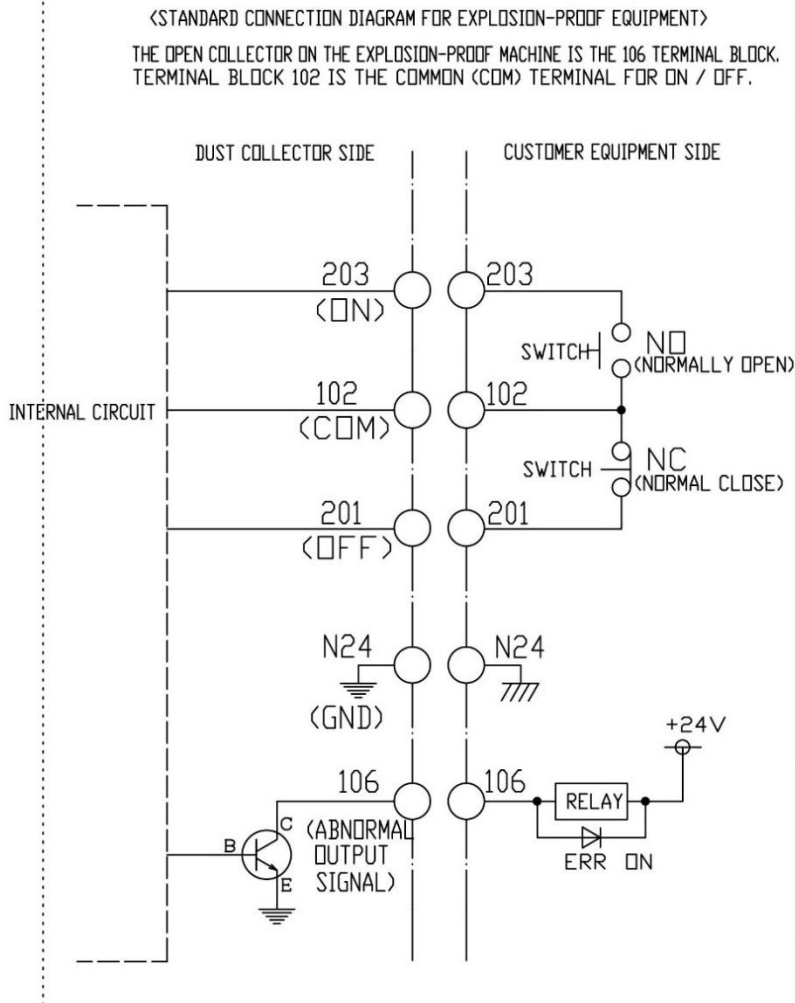 <STANDARD CONNECTION DIAGRAM FOR EXPLOSION-PROOF EQUIPMENT>
THE OPEN COLLECTOR ON THE EXPLOSION-PROOF MACHINE IS THE 106 TERMINAL BLOCK.
TERMINAL BLOCK 102 IS THE COMMON (COM) TERMINAL FOR ON / OFF.
DUST COLLECTOR SIDE
CUSTOMER EQUIPMENT SIDE
203
(ON)
203
SWITCH
NO
(NORMALLY OPEN)
INTERNAL CIRCUIT
102
(COM)
102
SWITCH
NC
(NORMAL CLOSE)
201
(OFF)
201
N24
(GND)
N24
+24V
106
106
RELAY
(ABNORMAL
OUTPUT
SIGNAL)
B
C
E
ERR ON